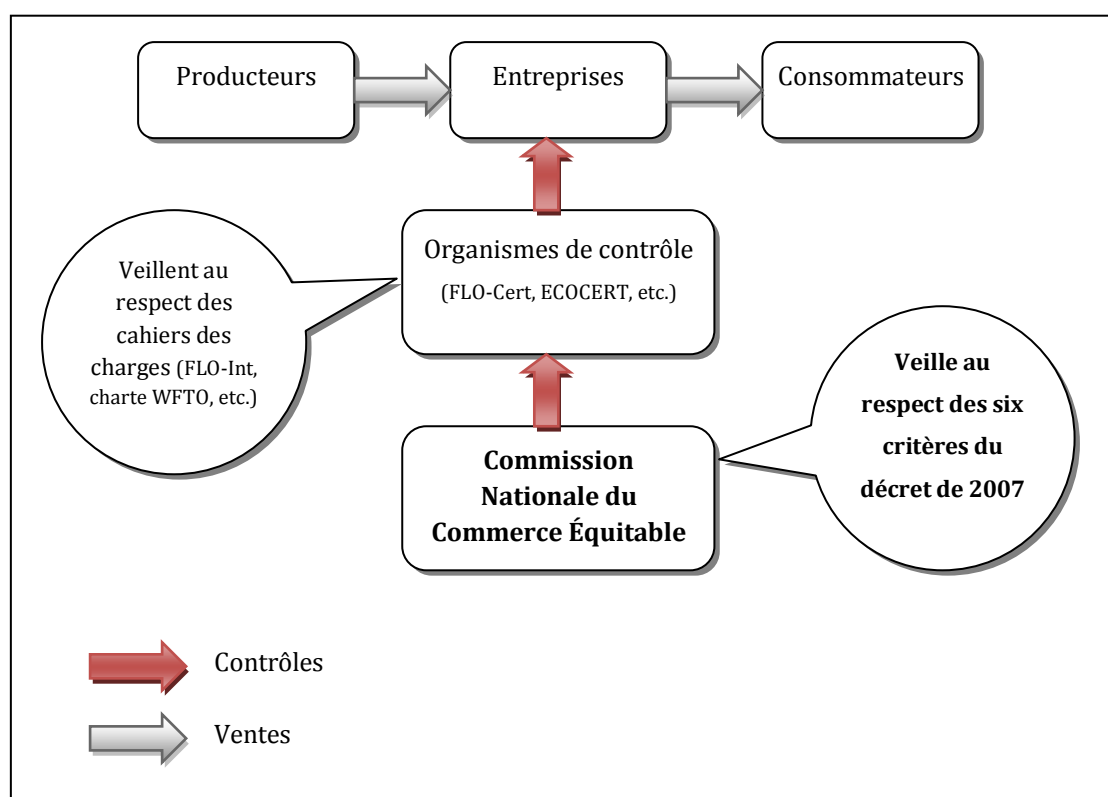 Producteurs
Entreprises
Consommateurs
Organismes de contrôle
(FLO-Cert, ECOCERT, etc.)
Veillent au
respect des
cahiers des
charges (FLO-Int,
charte WFTO, etc.)
Veille au
respect des six
critères du
décret de 2007
Commission
Nationale du
Commerce Équitable
Contrôles
Ventes